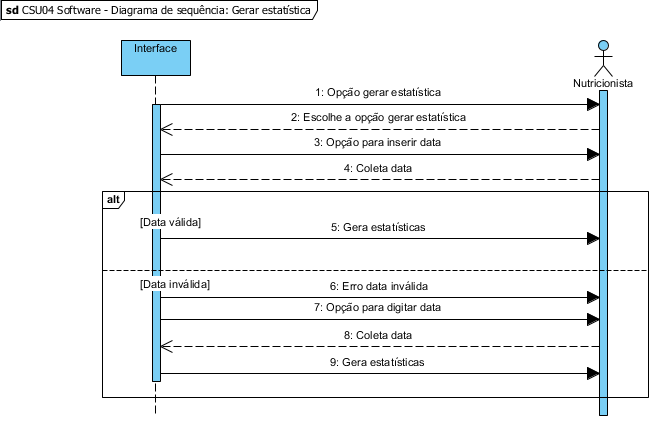 sd CSU04 Software - Diagrama de sequência: Gerar estatística
Interface
Nutricionista
1: Opção gerar estatística
2: Escolhe a opção gerar estatística
3: Opção para inserir data
4: Coleta data
alt
[Data válida]
5: Gera estatísticas
[Data inválida]
6: Erro data inválida
7: Opção para digitar data
8: Coleta data
9: Gera estatísticas